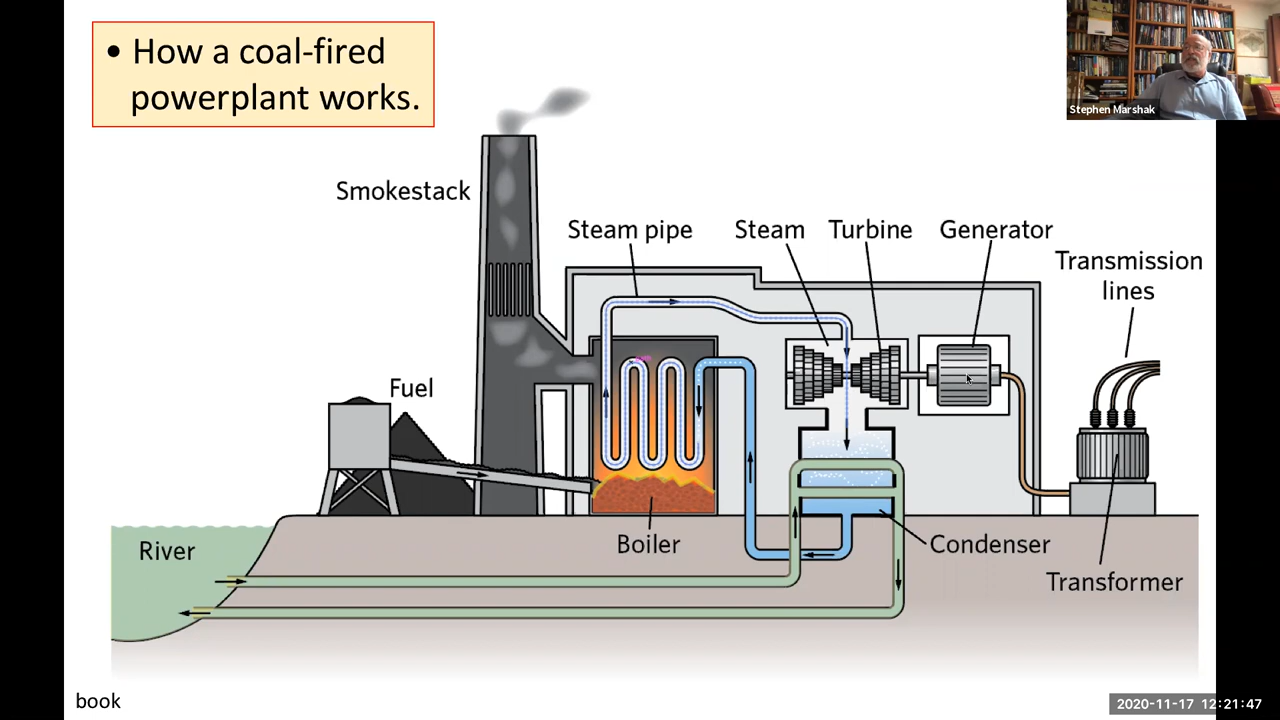 • How a coal-fired
powerplant works.
Stephen Marshak
Smokestack
Steam pipe
Steam
Turbine
Generator
Transmission
lines
Fuel
River
Boiler
Condenser
Transformer
book
2020-11-17 12:21:47